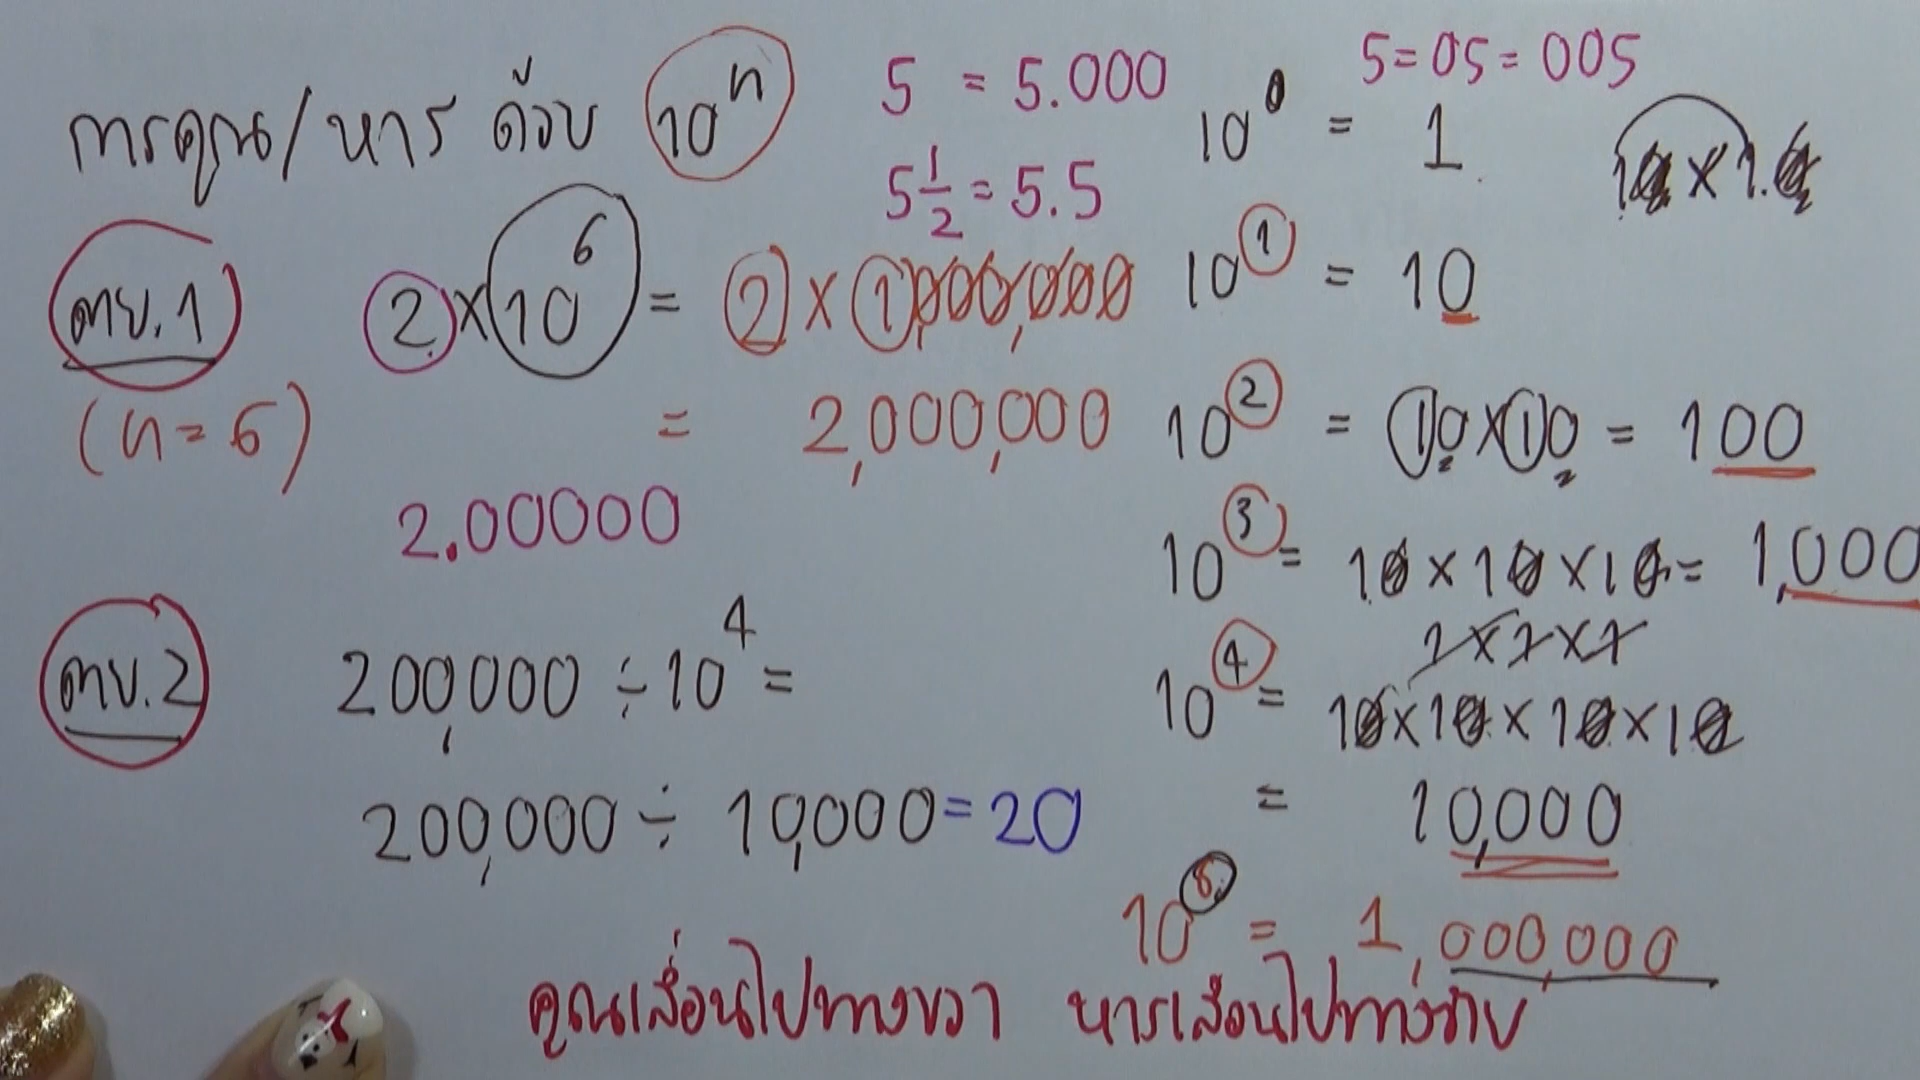 การคูณ/หาร ด้วย 10ⁿ
5 = 5.000
5½ = 5.5
ตย.1 2 × 10⁶ = 2 × 1,000,000
(n = 6) = 2,000,000
2.00000
ตย.2 200,000 ÷ 10⁴ =
200,000 ÷ 10,000 = 20
5 = 05 = 005
10⁰ = 1
10¹ = 10
10² = 10 × 10 = 100
10³ = 10 × 10 × 10 = 1,000
10⁴ = 10 × 10 × 10 × 10
= 10,000
10⁶ = 1,000,000
คูณเลื่อนไปทางขวา หารเลื่อนไปทางซ้าย